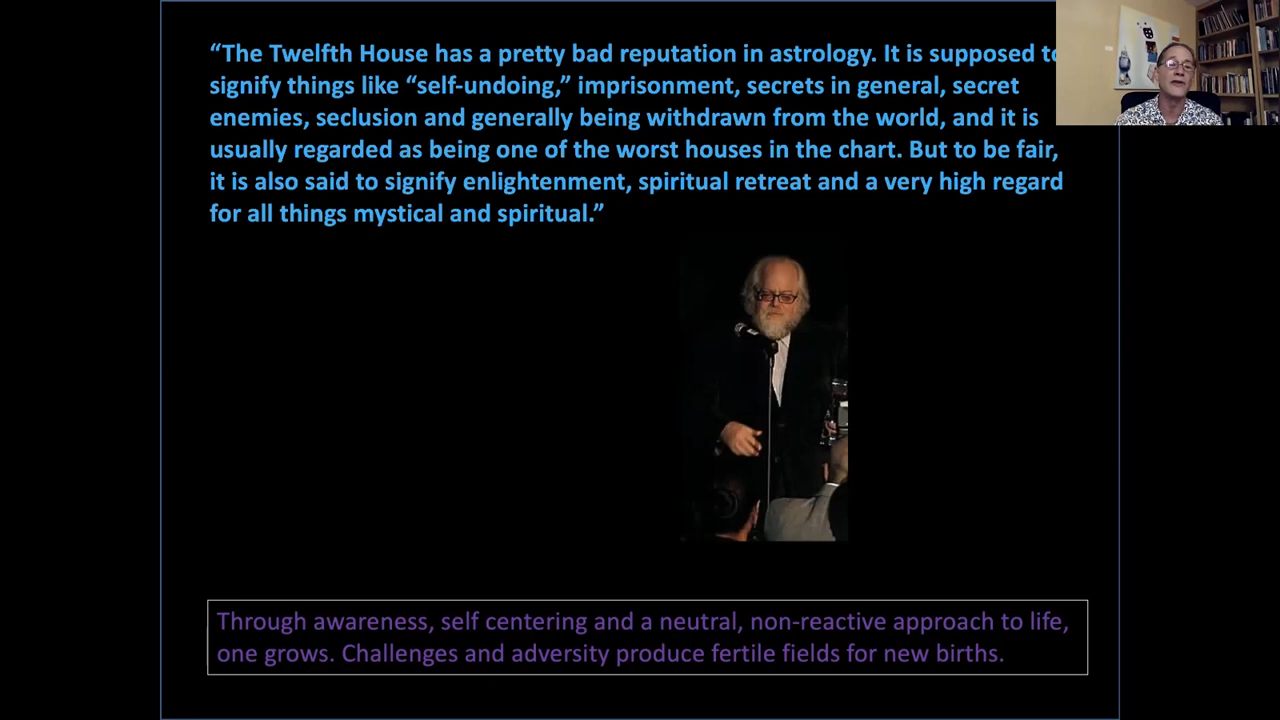 “The Twelfth House has a pretty bad reputation in astrology. It is supposed to
signify things like “self-undoing,” imprisonment, secrets in general, secret
enemies, seclusion and generally being withdrawn from the world, and it is
usually regarded as being one of the worst houses in the chart. But to be fair,
it is also said to signify enlightenment, spiritual retreat and a very high regard
for all things mystical and spiritual.”
Through awareness, self centering and a neutral, non-reactive approach to life,
one grows. Challenges and adversity produce fertile fields for new births.